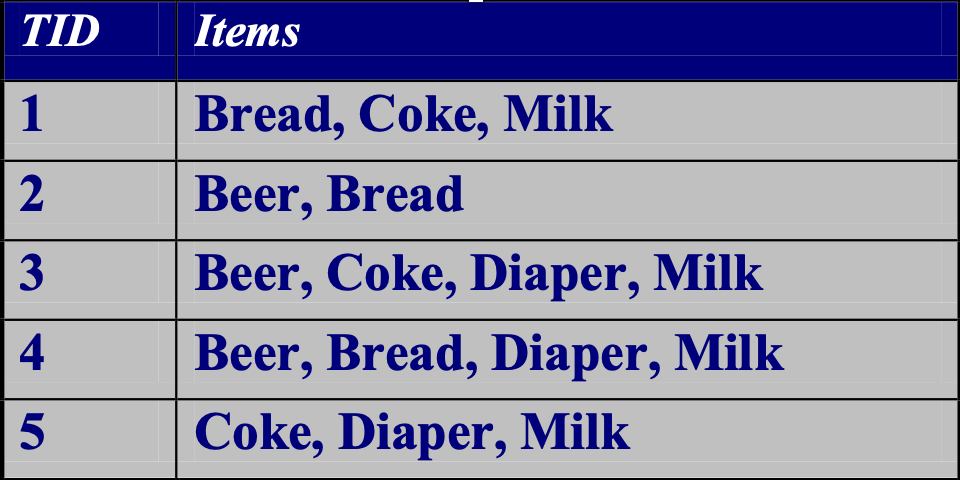 TID Items
1 Bread, Coke, Milk
2 Beer, Bread
3 Beer, Coke, Diaper, Milk
4 Beer, Bread, Diaper, Milk
5 Coke, Diaper, Milk